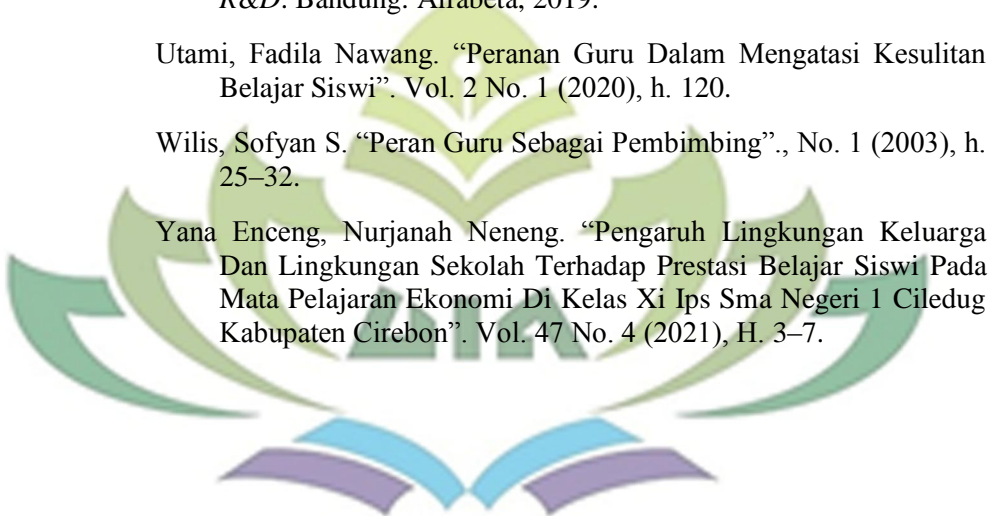 R&D. Bandung: Alfabeta, 2019.
Utami, Fadila Nawang. “Peranan Guru Dalam Mengatasi Kesulitan
Belajar Siswi”. Vol. 2 No. 1 (2020), h. 120.
Wilis, Sofyan S. “Peran Guru Sebagai Pembimbing”., No. 1 (2003), h.
25–32.
Yana Enceng, Nurjanah Neneng. “Pengaruh Lingkungan Keluarga
Dan Lingkungan Sekolah Terhadap Prestasi Belajar Siswi Pada
Mata Pelajaran Ekonomi Di Kelas Xi Ips Sma Negeri 1 Ciledug
Kabupaten Cirebon”. Vol. 47 No. 4 (2021), H. 3–7.